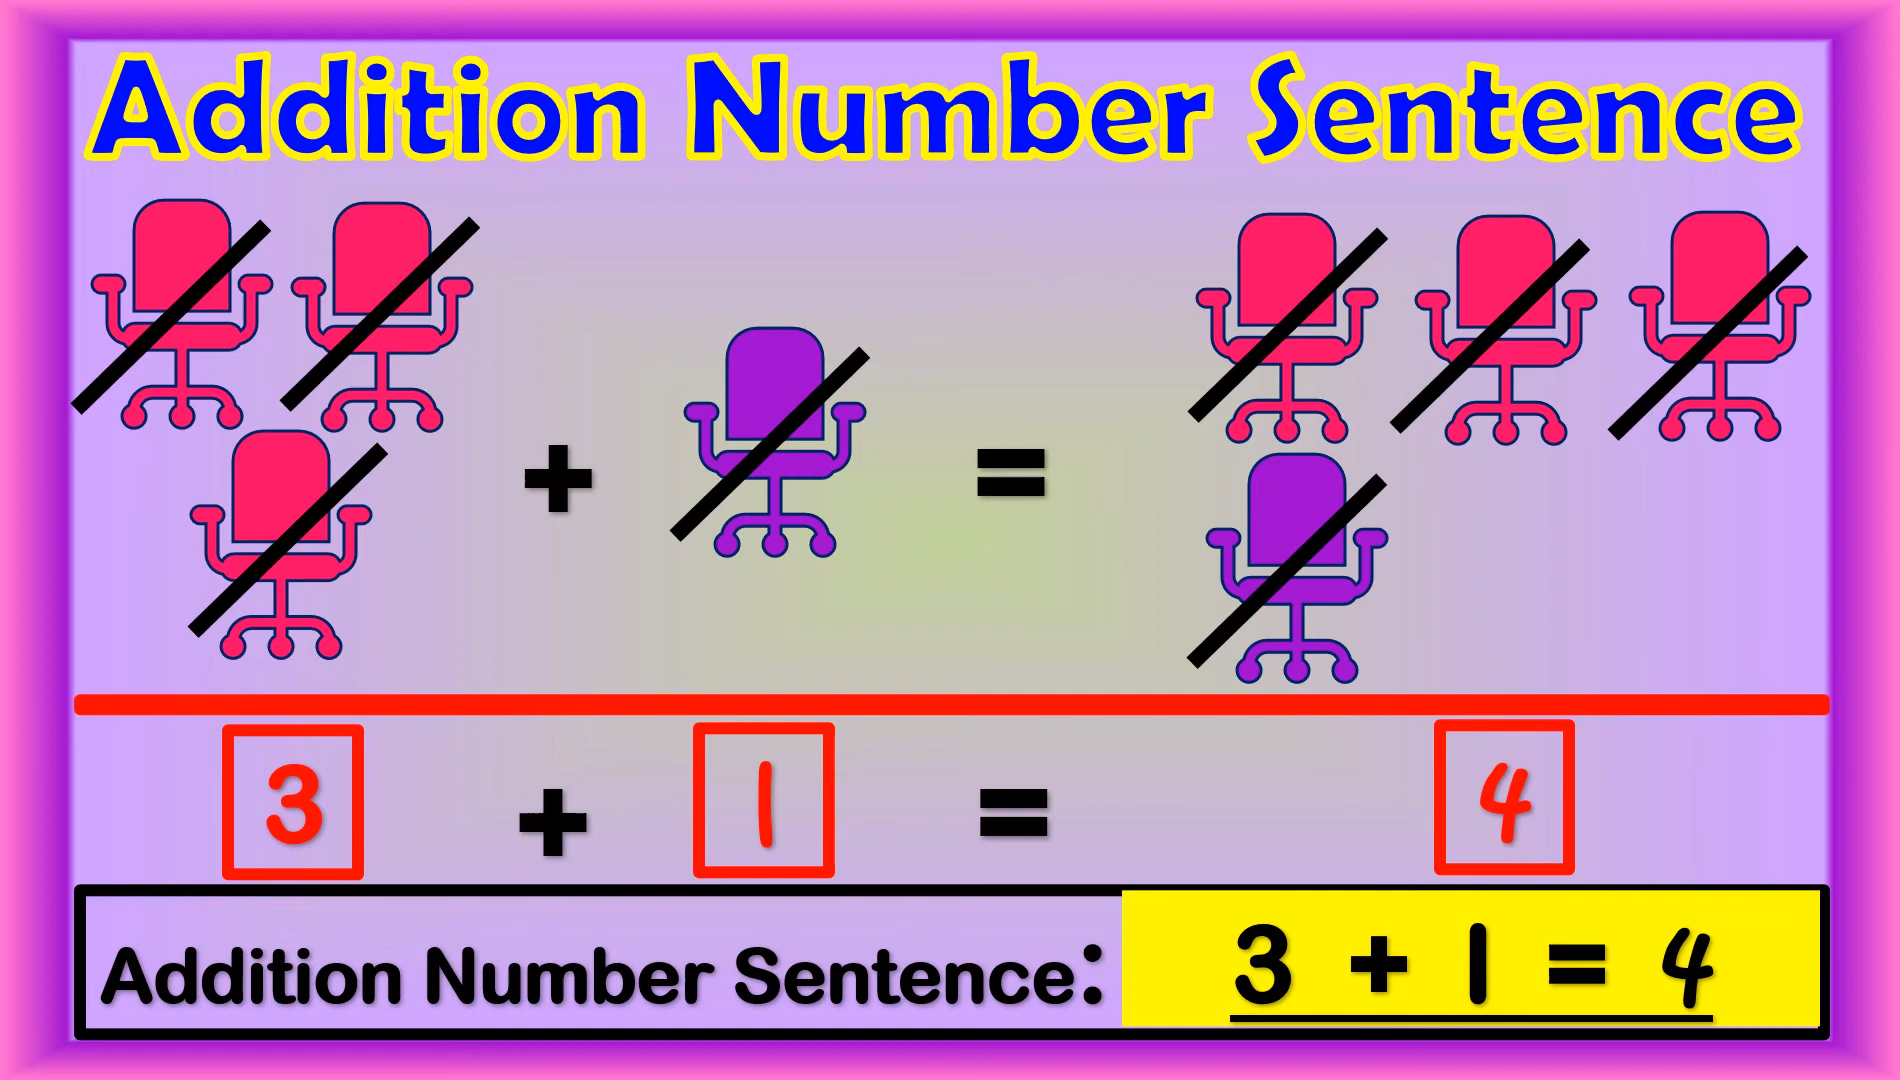 Addition Number Sentence
+ =
3 + 1 = 4
Addition Number Sentence: 3 + 1 = 4